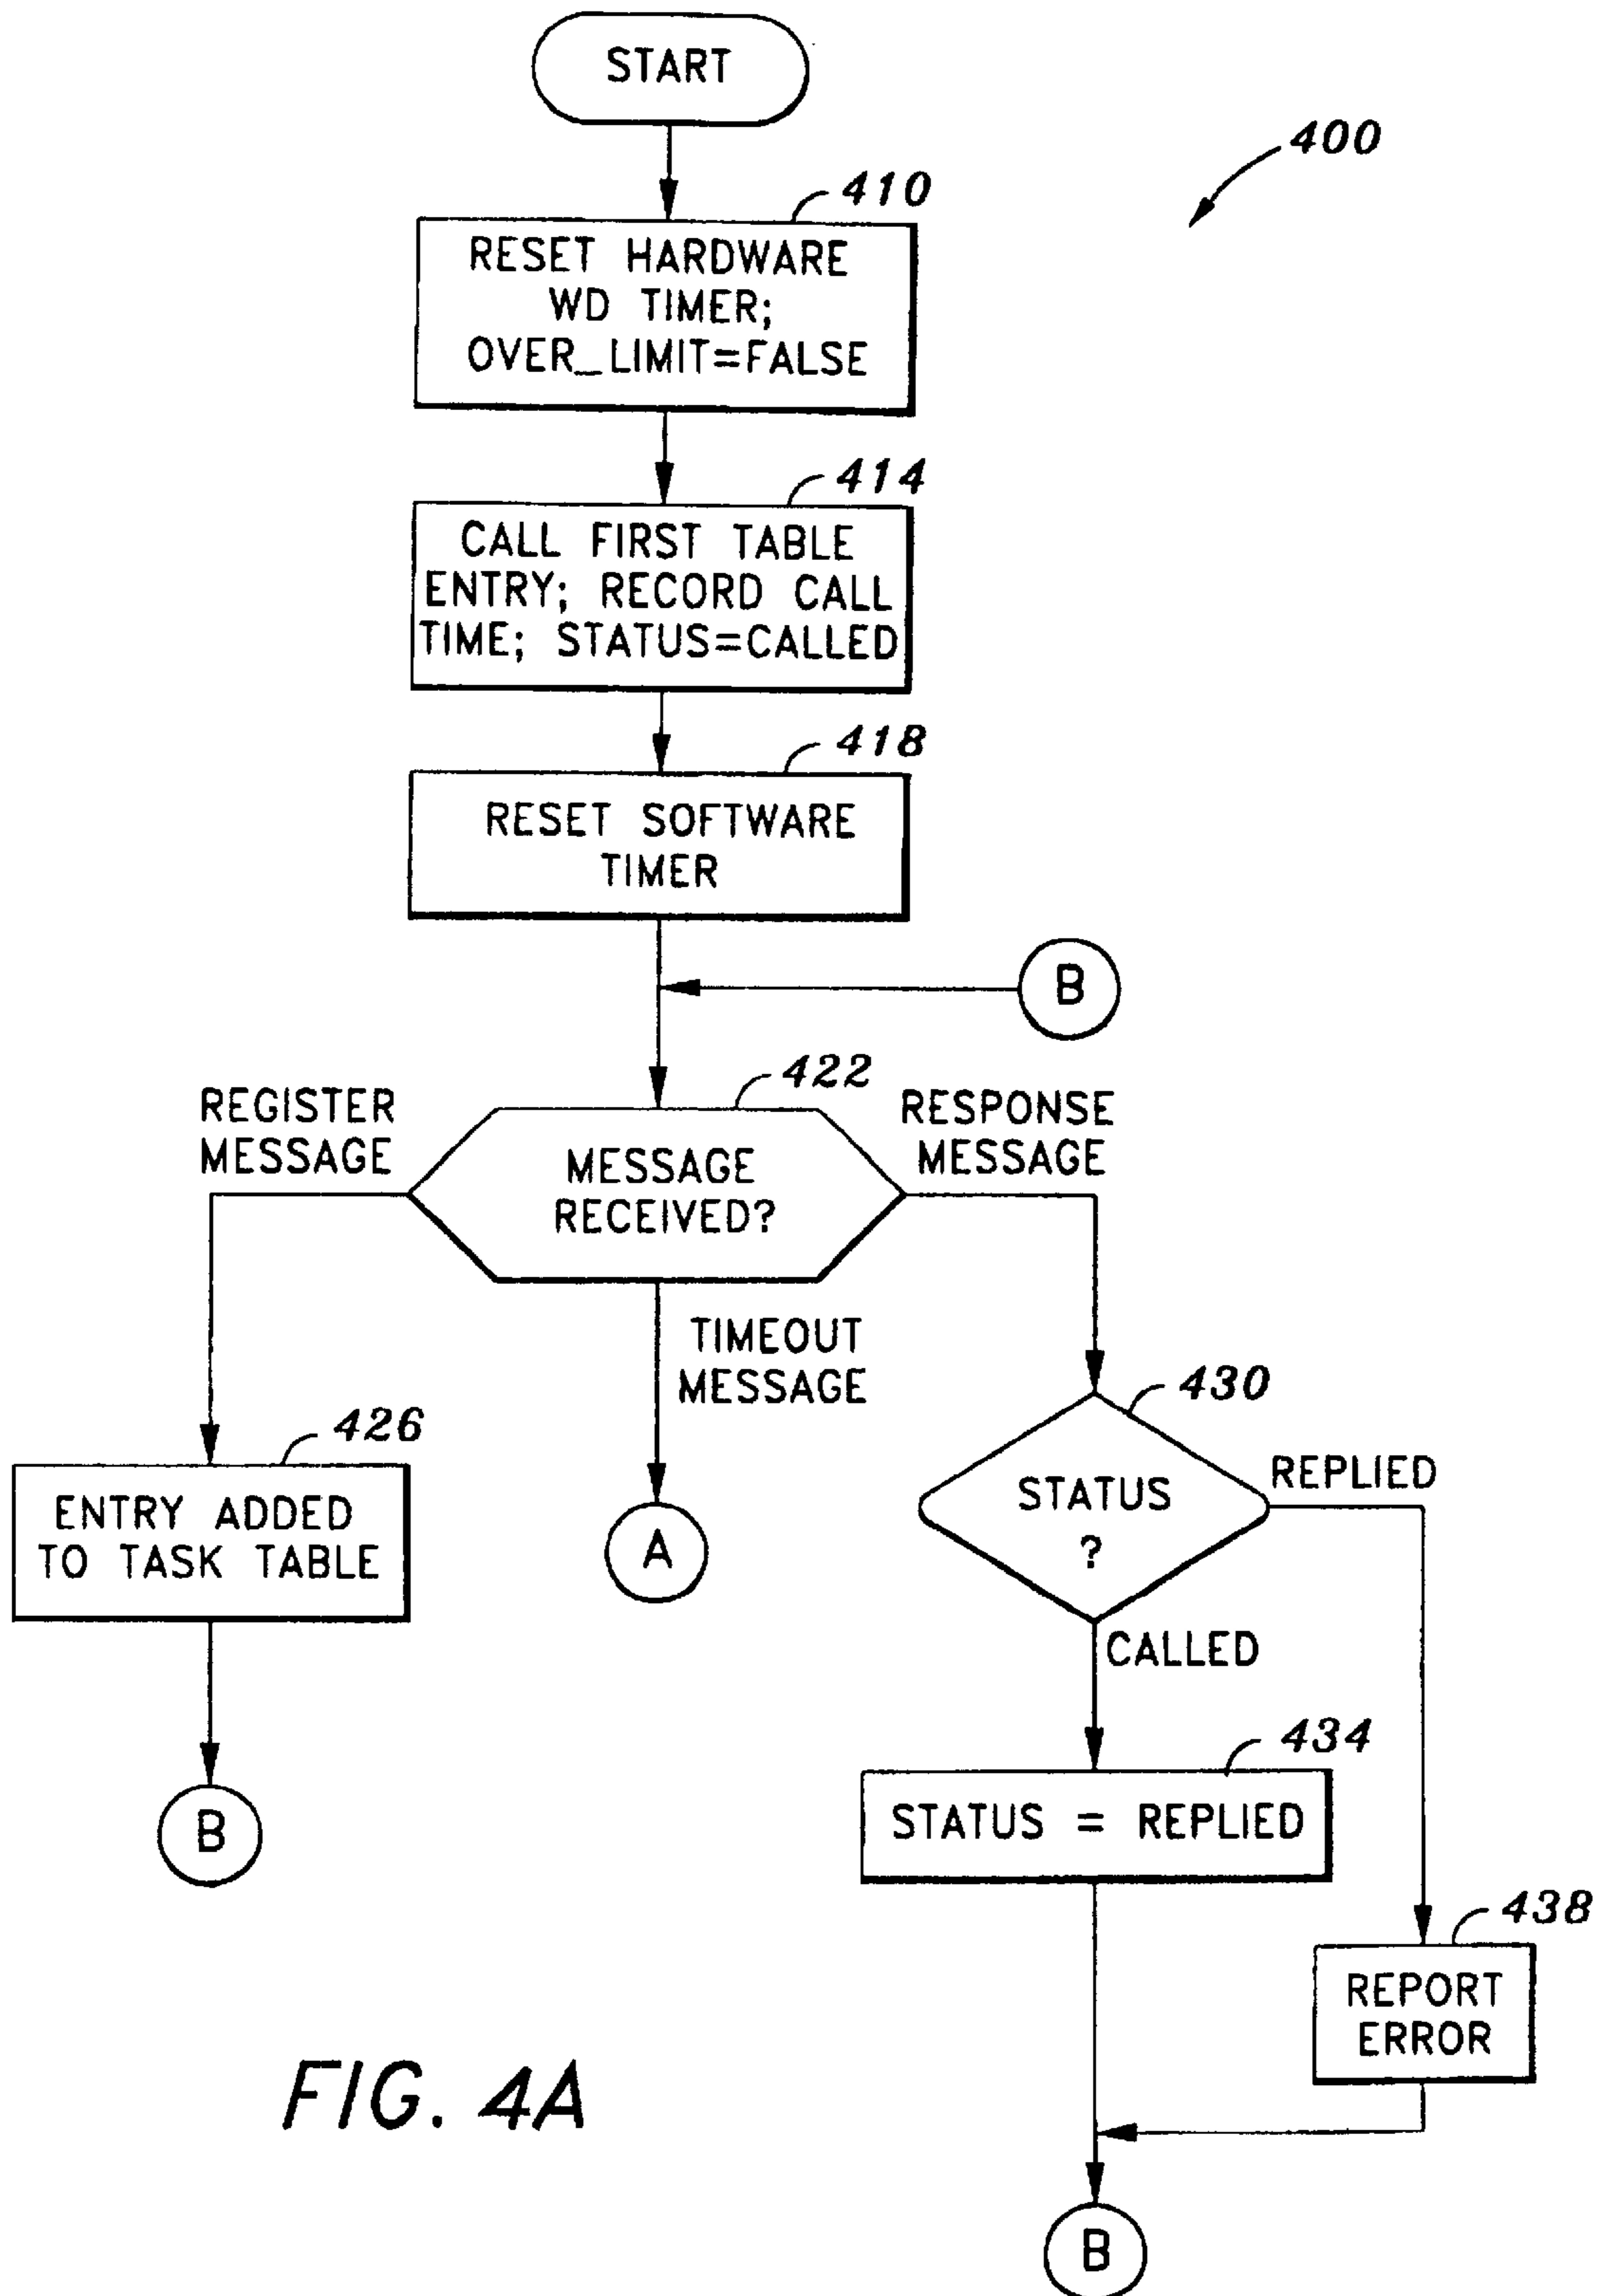 START
400
410
RESET HARDWARE
WD TIMER;
OVER_LIMIT=FALSE
414
CALL FIRST TABLE
ENTRY; RECORD CALL
TIME; STATUS=CALLED
418
RESET SOFTWARE
TIMER
B
422
REGISTER
MESSAGE
MESSAGE
RECEIVED?
RESPONSE
MESSAGE
TIMEOUT
MESSAGE
430
426
ENTRY ADDED
TO TASK TABLE
A
STATUS
?
REPLIED
CALLED
434
STATUS = REPLIED
B
438
REPORT
ERROR
FIG. 4A
B